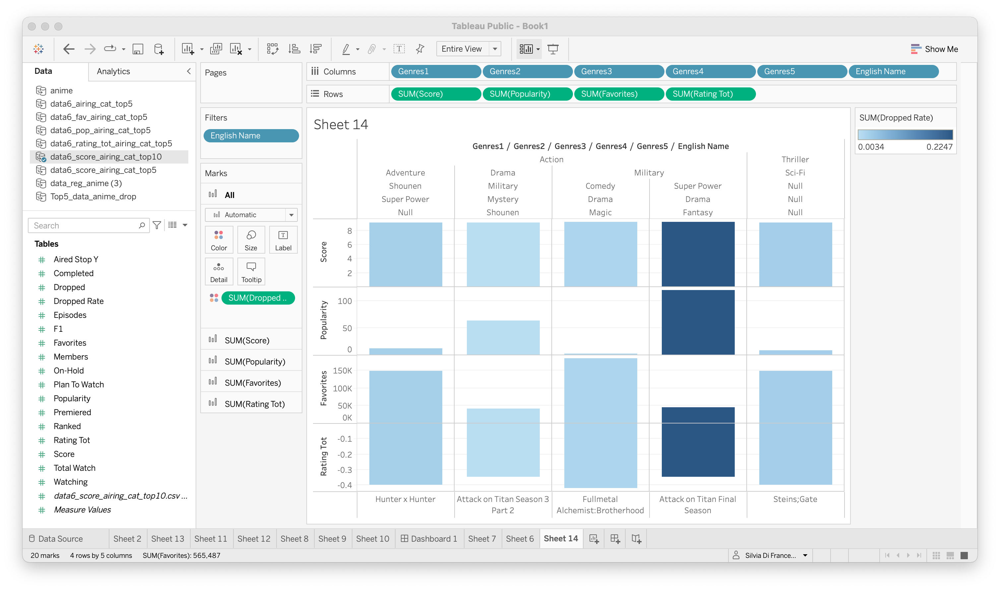 Tableau Public - Book1
Entire View
Show Me
Data
Analytics
anime
data6_airing_cat_top5
data6_fav_airing_cat_top5
data6_pop_airing_cat_top5
data6_rating_tot_airing_cat_top5
data6_score_airing_cat_top10
data6_score_airing_cat_top5
data_reg_anime (3)
Top5_data_anime_drop
Search
Tables
Aired Stop Y
Completed
Dropped
Dropped Rate
Episodes
F1
Favorites
Members
On-Hold
Plan To Watch
Popularity
Premiered
Ranked
Rating Tot
Score
Total Watch
Watching
data6_score_airing_cat_top10.csv ...
Measure Values
Pages
Filters
English Name
Marks
All
Automatic
Color
Size
T
Label
Detail
Tooltip
SUM(Dropped ..
SUM(Score)
SUM(Popularity)
SUM(Favorites)
SUM(Rating Tot)
Columns
Genres1
Genres2
Genres3
Genres4
Genres5
English Name
Rows
SUM(Score)
SUM(Popularity)
SUM(Favorites)
SUM(Rating Tot)
Sheet 14
Genres1 / Genres2 / Genres3 / Genres4 / Genres5 / English Name
Action
Thriller
Adventure
Drama
Military
Sci-Fi
Shounen
Military
Comedy
Super Power
Null
Super Power
Mystery
Drama
Drama
Null
Null
Shounen
Magic
Fantasy
Null
Score
8
6
4
2
Popularity
100
50
0
Favorites
150K
100K
50K
0K
Rating Tot
-0.1
-0.2
-0.3
-0.4
Hunter x Hunter
Attack on Titan Season 3
Part 2
Fullmetal
Alchemist:Brotherhood
Attack on Titan Final
Season
Steins;Gate
SUM(Dropped Rate)
0.0034
0.2247
Data Source
Sheet 2
Sheet 13
Sheet 11
Sheet 12
Sheet 8
Sheet 9
Sheet 10
Dashboard 1
Sheet 7
Sheet 6
Sheet 14
20 marks
4 rows by 5 columns
SUM(Favorites): 565,487
Silvia Di France...